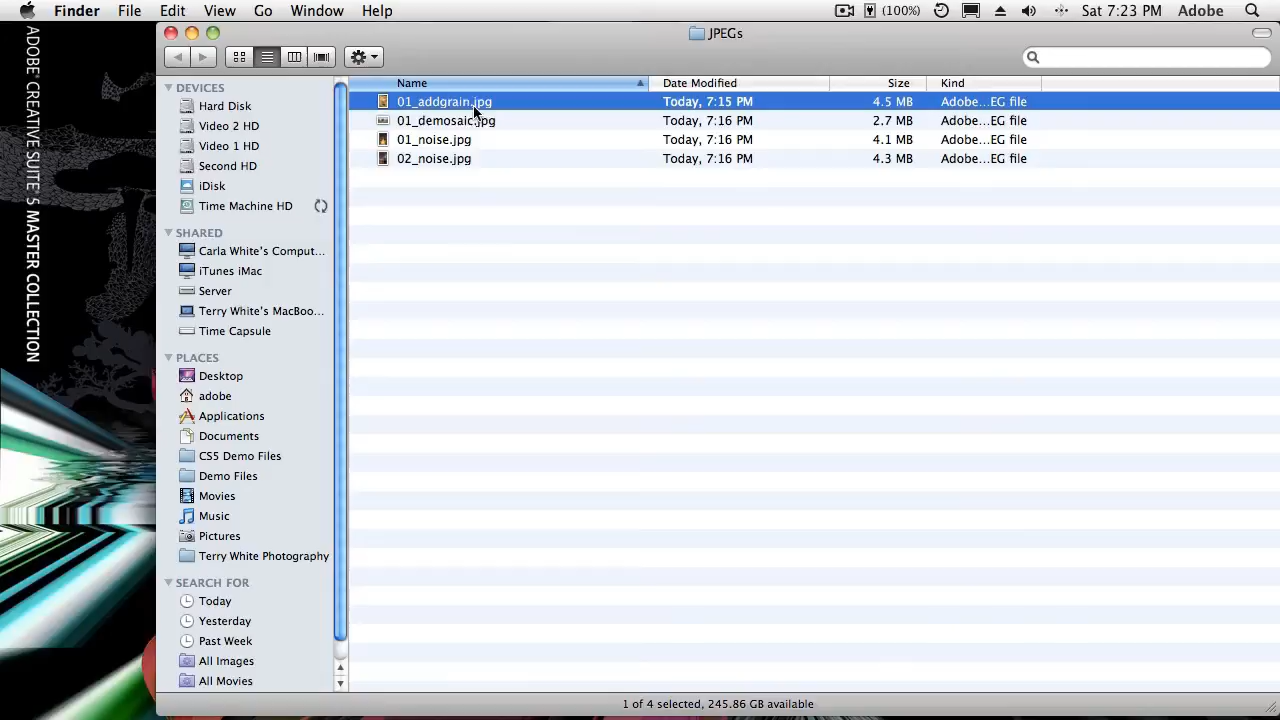 Finder File Edit View Go Window Help (100%) Sat 7:23 PM Adobe
JPEGs
ADOBE® CREATIVE SUITE® 5 MASTER COLLECTION
DEVICES
Hard Disk
Video 2 HD
Video 1 HD
Second HD
iDisk
Time Machine HD
SHARED
Carla White's Comput...
iTunes iMac
Server
Terry White's MacBoo...
Time Capsule
PLACES
Desktop
adobe
Applications
Documents
CS5 Demo Files
Demo Files
Movies
Music
Pictures
Terry White Photography
SEARCH FOR
Today
Yesterday
Past Week
All Images
All Movies
Name Date Modified Size Kind
01_addgrain.jpg Today, 7:15 PM 4.5 MB Adobe...EG file
01_demosaic.jpg Today, 7:16 PM 2.7 MB Adobe...EG file
01_noise.jpg Today, 7:16 PM 4.1 MB Adobe...EG file
02_noise.jpg Today, 7:16 PM 4.3 MB Adobe...EG file
1 of 4 selected, 245.86 GB available